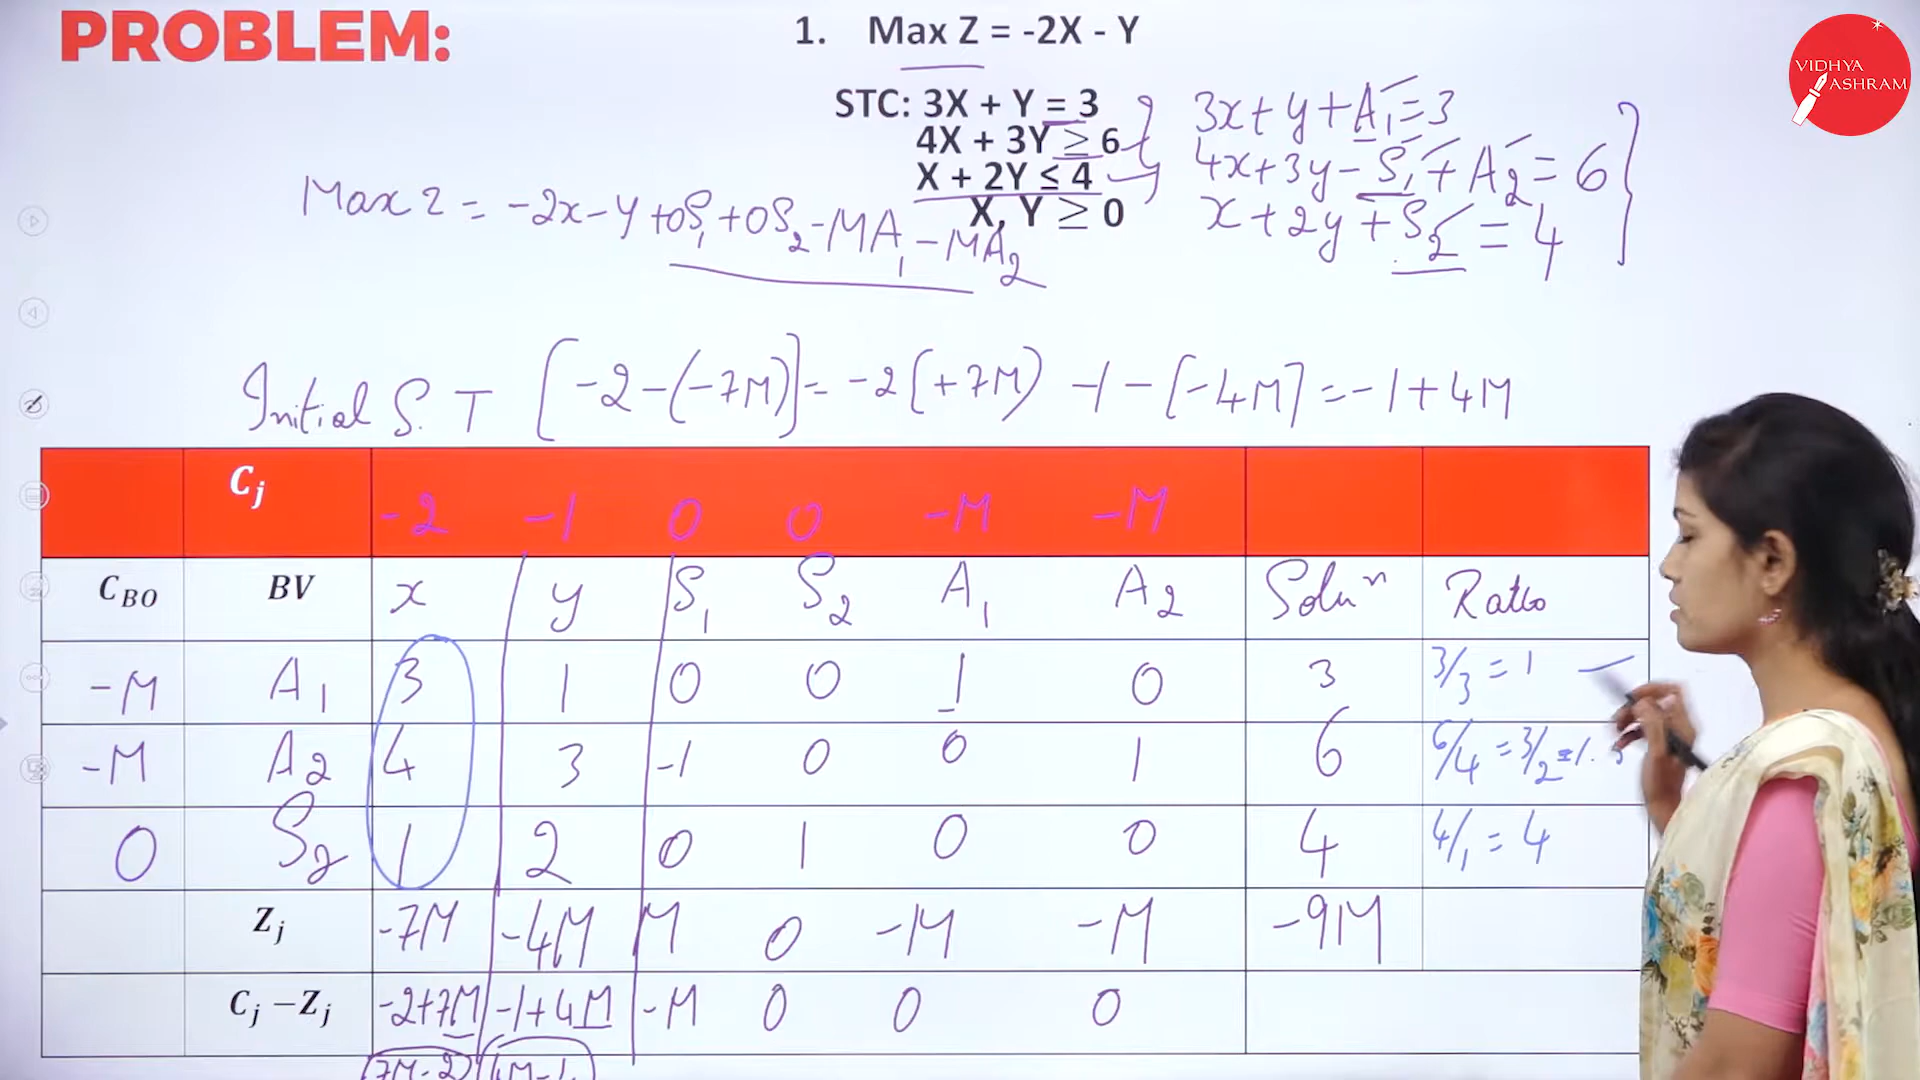 PROBLEM:
1. Max Z = -2X - Y
VIDHYA
ASHRAM
STC: 3X + Y = 3
4X + 3Y ≥ 6
X + 2Y ≤ 4
X, Y ≥ 0
3x + y + A1 = 3
4x + 3y - S1 + A2 = 6
x + 2y + S2 = 4
Max Z = -2x - y + 0S1 + 0S2 - MA1 - MA2
Initial S.T [-2-(-7M)] = -2(+7M) -1-[-4M] = -1+4M
Cj -2 -1 0 0 -M -M
CBO BV x y S1 S2 A1 A2 Soluⁿ Ratio
-M A1 3 1 0 0 1 0 3 3/3 = 1
-M A2 4 3 -1 0 0 1 6 6/4 = 3/2 = 1.5
0 S2 1 2 0 1 0 0 4 4/1 = 4
Zj -7M -4M M 0 -M -M -9M
Cj - Zj -2+7M -1+4M -M 0 0 0
7M-2 4M-1